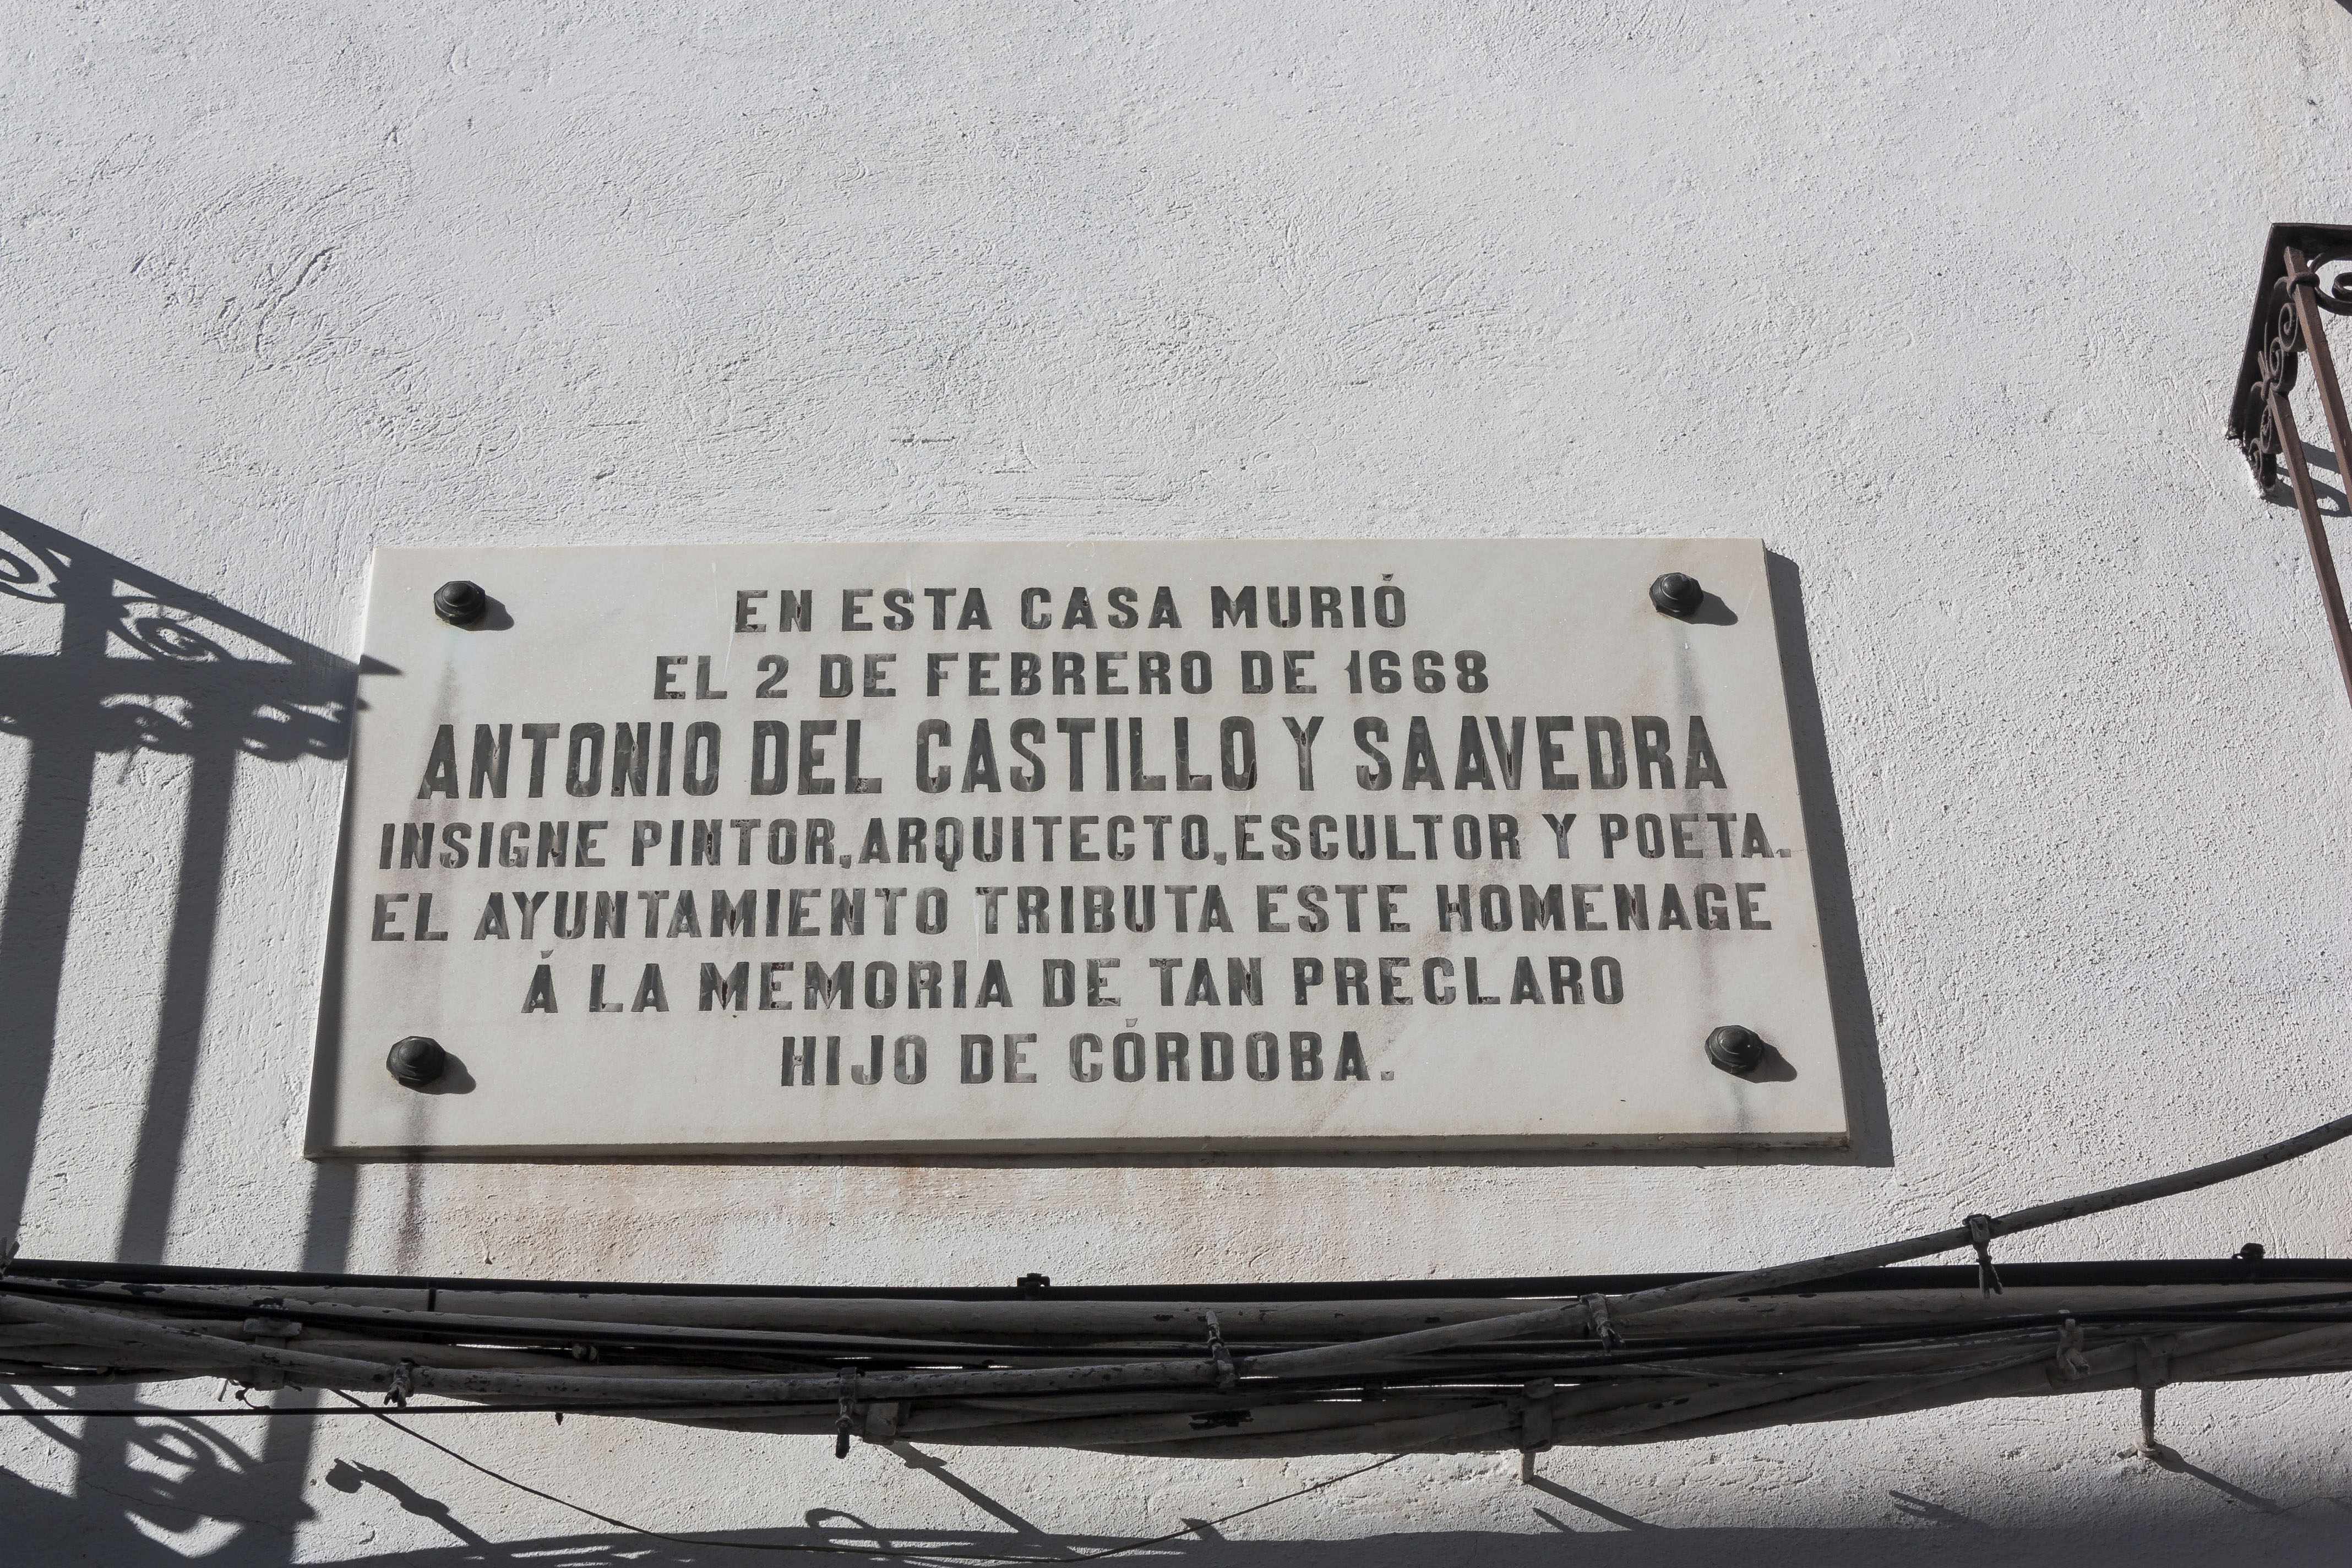 EN ESTA CASA MURIÓ
EL 2 DE FEBRERO DE 1668
ANTONIO DEL CASTILLO Y SAAVEDRA
INSIGNE PINTOR, ARQUITECTO, ESCULTOR Y POETA.
EL AYUNTAMIENTO TRIBUTA ESTE HOMENAGE
Á LA MEMORIA DE TAN PRECLARO
HIJO DE CÓRDOBA.